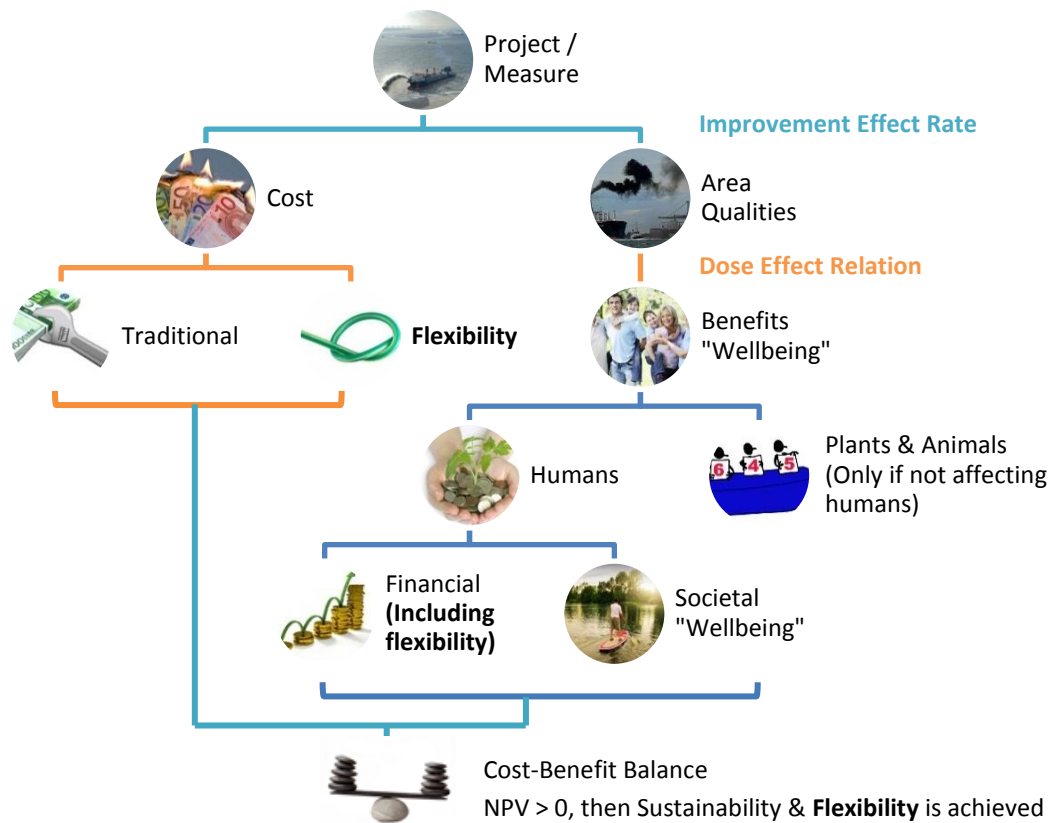 Project /
Measure
Improvement Effect Rate
Cost
Area
Qualities
Dose Effect Relation
Traditional
Flexibility
Benefits
"Wellbeing"
Humans
6 4 5
Plants & Animals
(Only if not affecting
humans)
Financial
(Including
flexibility)
Societal
"Wellbeing"
Cost-Benefit Balance
NPV > 0, then Sustainability & Flexibility is achieved